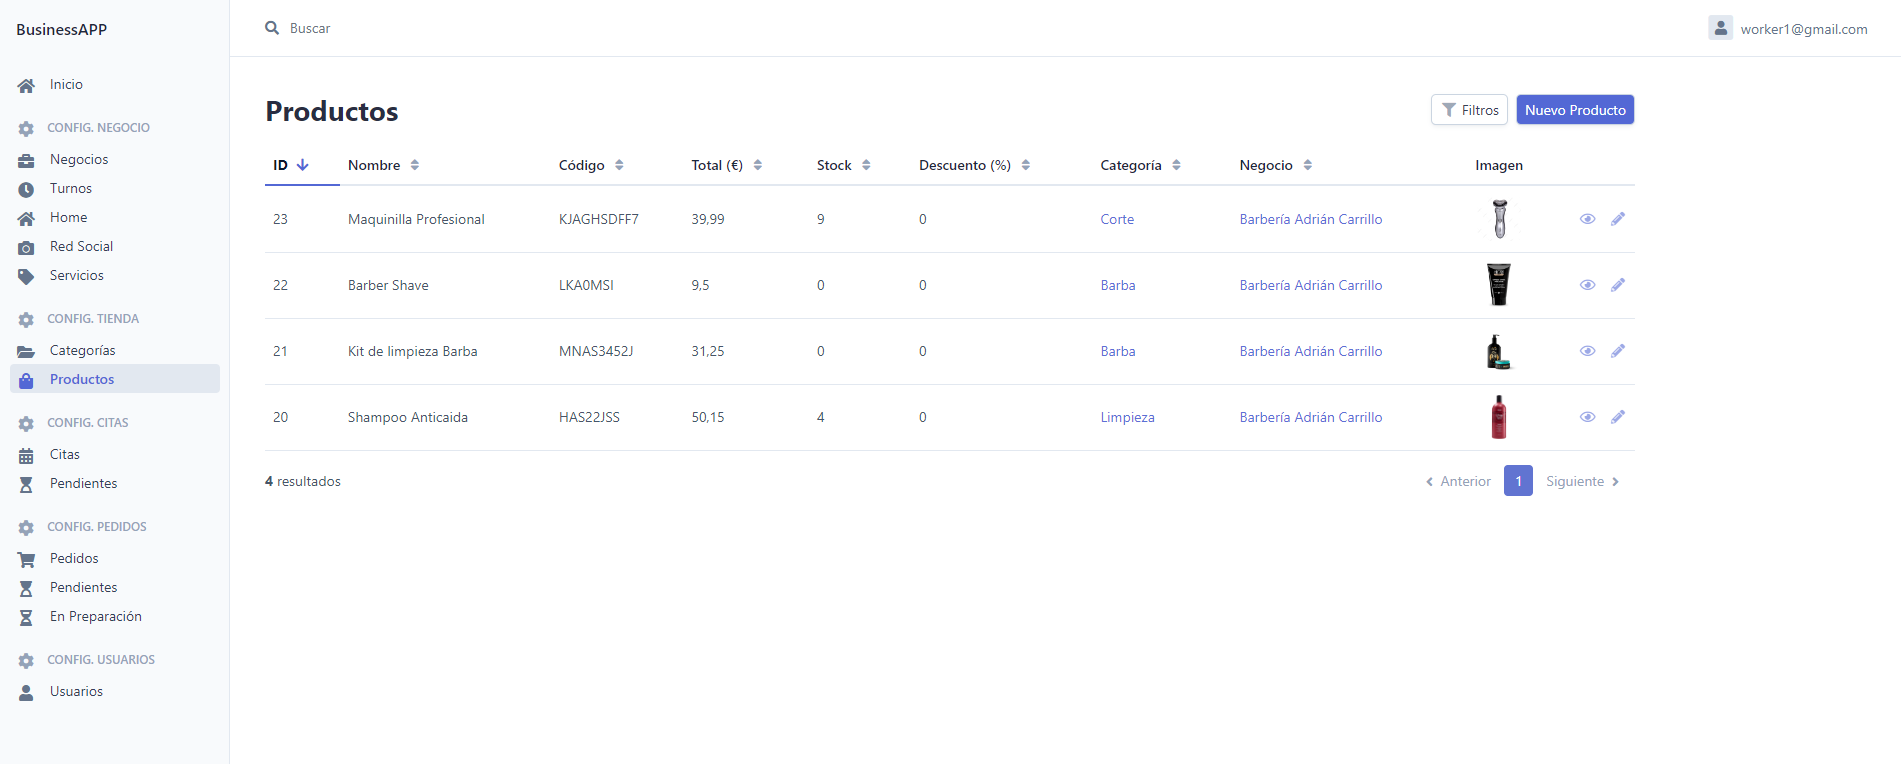 BusinessAPP
Buscar
worker1@gmail.com
Inicio
CONFIG. NEGOCIO
Negocios
Turnos
Home
Red Social
Servicios
CONFIG. TIENDA
Categorías
Productos
CONFIG. CITAS
Citas
Pendientes
CONFIG. PEDIDOS
Pedidos
Pendientes
En Preparación
CONFIG. USUARIOS
Usuarios
Productos
Filtros
Nuevo Producto
ID Nombre Código Total (€) Stock Descuento (%) Categoría Negocio Imagen
23 Maquinilla Profesional KJAGHSDFF7 39,99 9 0 Corte Barbería Adrián Carrillo
22 Barber Shave LKA0MSI 9,5 0 0 Barba Barbería Adrián Carrillo
21 Kit de limpieza Barba MNAS3452J 31,25 0 0 Barba Barbería Adrián Carrillo
20 Shampoo Anticaida HAS22JSS 50,15 4 0 Limpieza Barbería Adrián Carrillo
4 resultados
Anterior 1 Siguiente